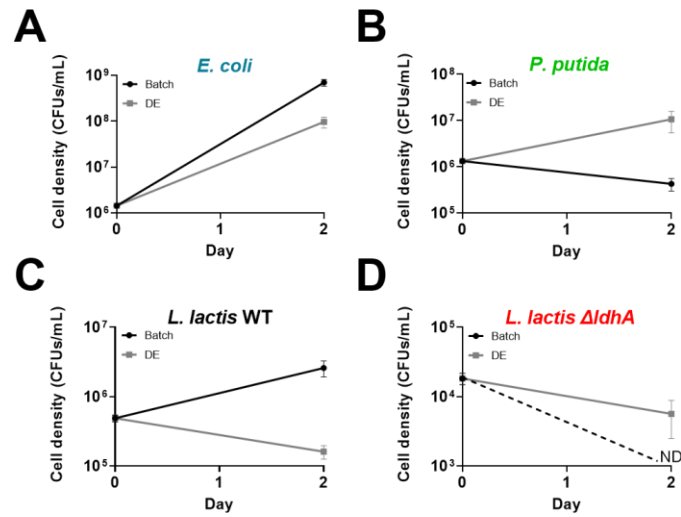 A
E. coli
Cell density (CFUs/mL)
10⁹
10⁸
10⁷
10⁶
Batch
DE
0
1
2
Day
B
P. putida
Cell density (CFUs/mL)
10⁸
10⁷
10⁶
10⁵
Batch
DE
0
1
2
Day
C
L. lactis WT
Cell density (CFUs/mL)
10⁷
10⁶
10⁵
Batch
DE
0
1
2
Day
D
L. lactis ΔldhA
Cell density (CFUs/mL)
10⁵
10⁴
10³
Batch
DE
ND
0
1
2
Day